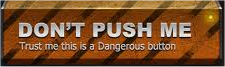 DON'T PUSH ME
Trust me this is a Dangerous button